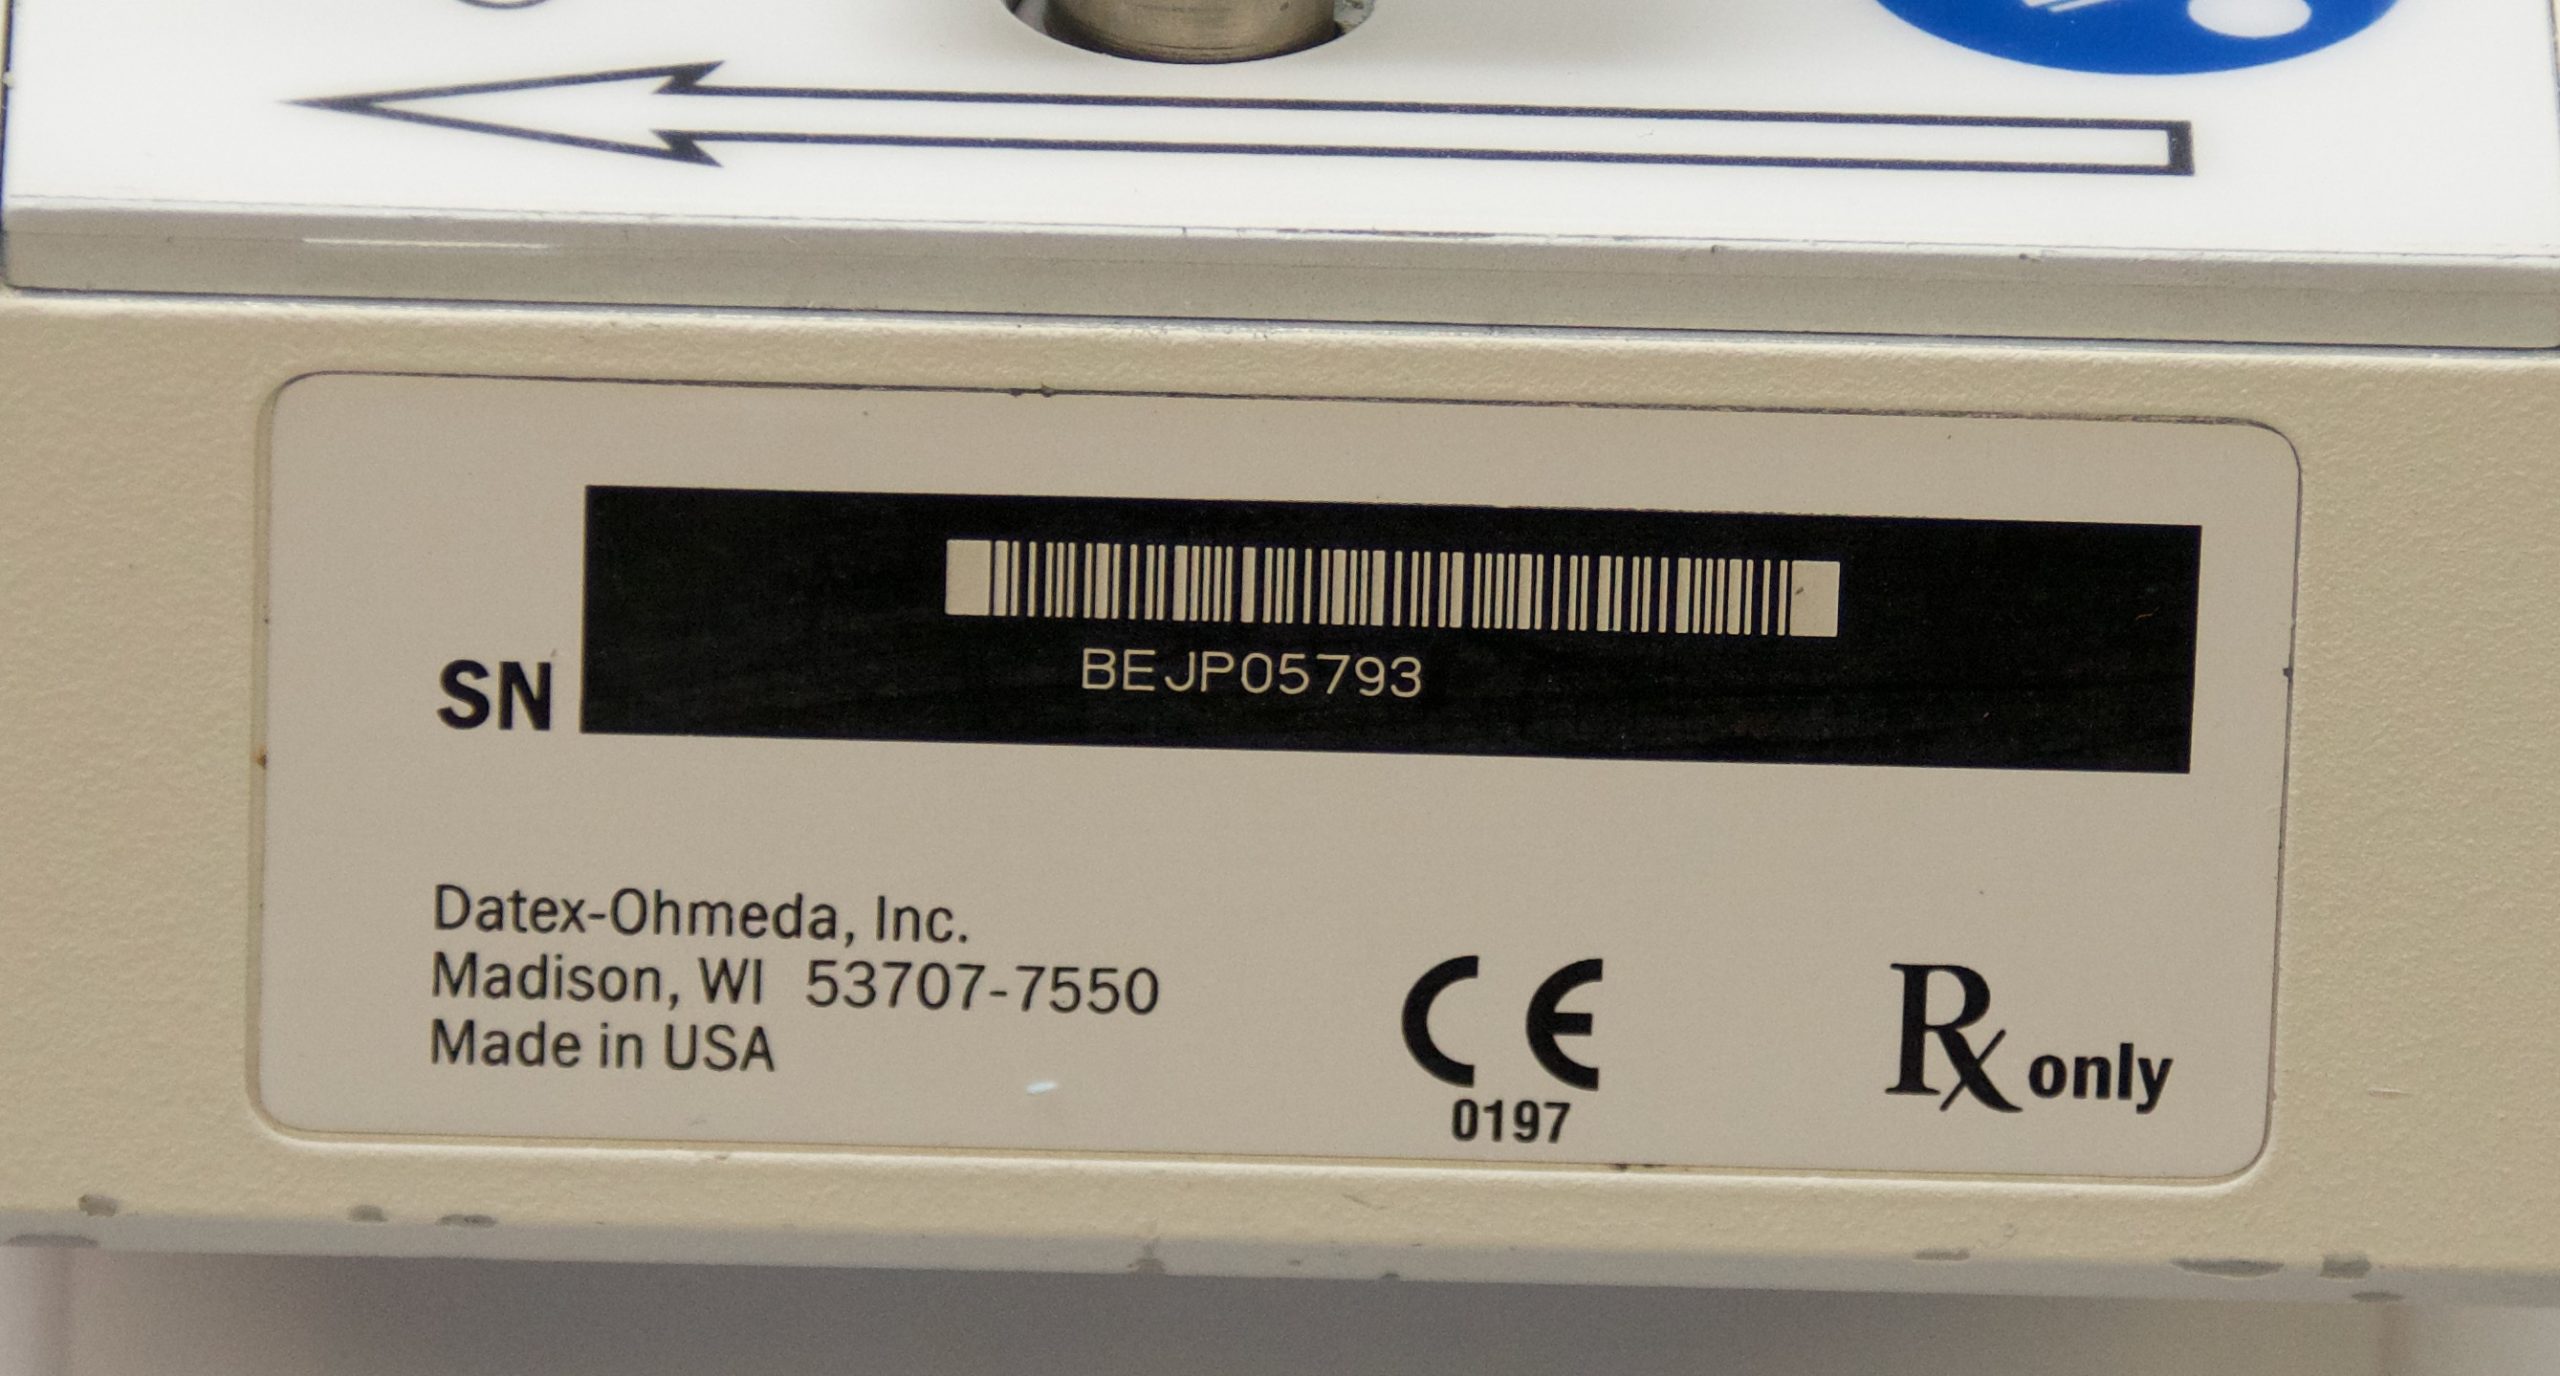 SN
BEJP05793
Datex-Ohmeda, Inc.
Madison, WI 53707-7550
Made in USA
CE
0197
Rx only